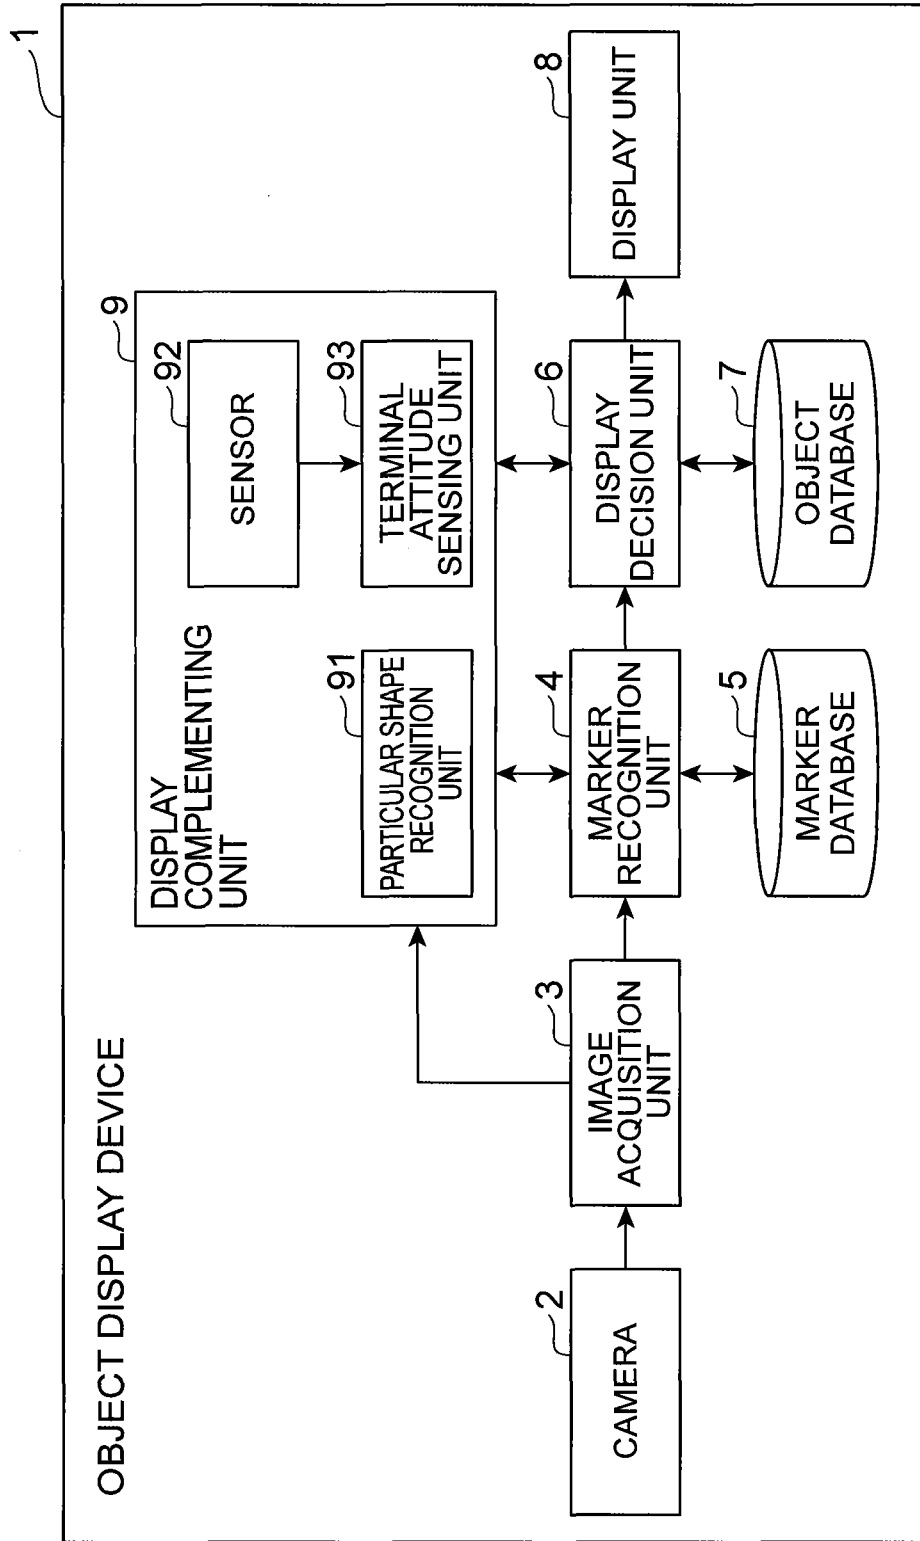 1
OBJECT DISPLAY DEVICE
9
DISPLAY
COMPLEMENTING
UNIT
92
SENSOR
91
PARTICULAR SHAPE
RECOGNITION
UNIT
93
TERMINAL
ATTITUDE
SENSING UNIT
2
CAMERA
3
IMAGE
ACQUISITION
UNIT
4
MARKER
RECOGNITION
UNIT
6
DISPLAY
DECISION UNIT
8
DISPLAY UNIT
5
MARKER
DATABASE
7
OBJECT
DATABASE